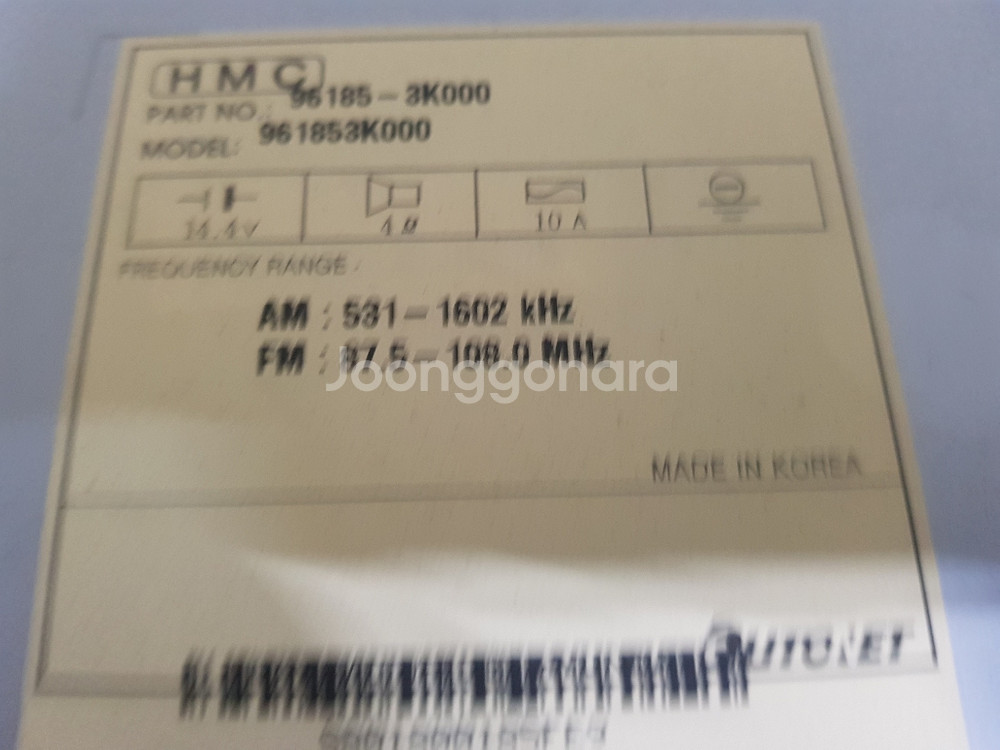 HMC
PART NO.: 96185-3K000
MODEL: 961853K000
14.4V 4Ω 10 A
FREQUENCY RANGE :
AM : 531-1602 kHz
FM : 87.5-108.0 MHz
Joonggonara
MADE IN KOREA
AUTONET